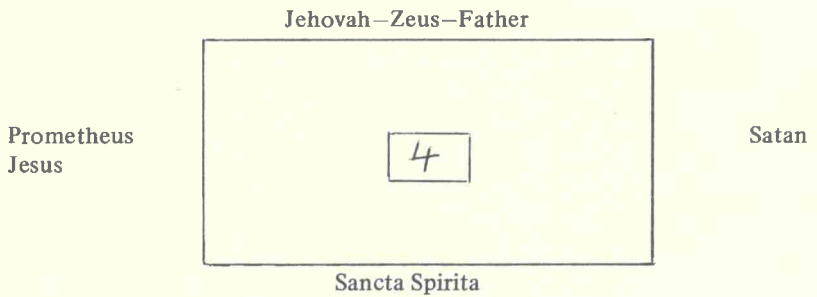 Jehovah–Zeus–Father
Prometheus
Jesus
Satan
4
Sancta Spirita